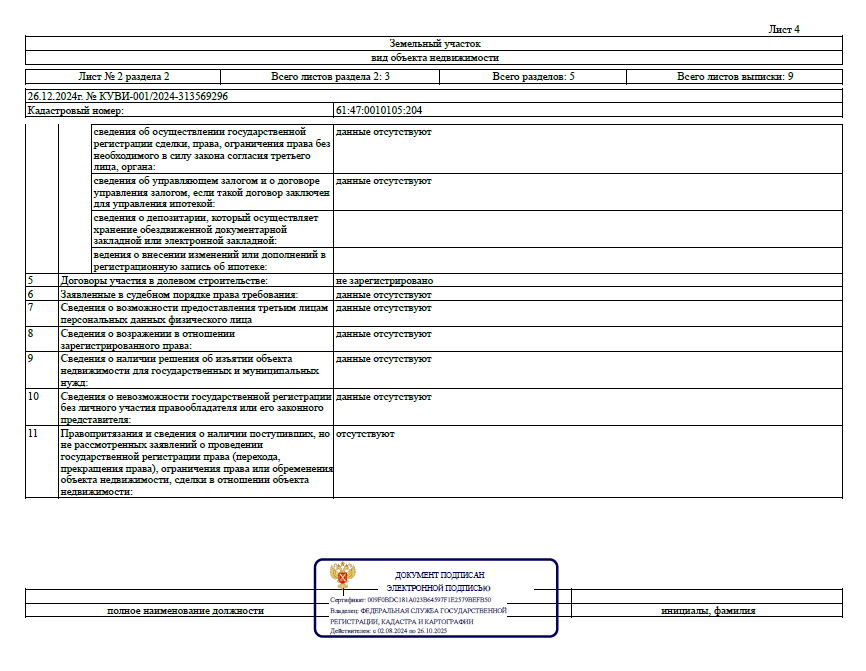 Лист 4
Земельный участок
вид объекта недвижимости
Лист № 2 раздела 2 Всего листов раздела 2: 3 Всего разделов: 5 Всего листов выписки: 9
26.12.2024г. № КУВИ-001/2024-313569296
Кадастровый номер: 61:47:0010105:204
сведения об осуществлении государственной данные отсутствуют
регистрации сделки, права, ограничения права без
необходимого в силу закона согласия третьего
лица, органа:
сведения об управляющем залогом и о договоре данные отсутствуют
управления залогом, если такой договор заключен
для управления ипотекой:
сведения о депозитарии, который осуществляет
хранение обездвиженной документарной
закладной или электронной закладной:
ведения о внесении изменений или дополнений в
регистрационную запись об ипотеке:
5 Договоры участия в долевом строительстве: не зарегистрировано
6 Заявленные в судебном порядке права требования: данные отсутствуют
7 Сведения о возможности предоставления третьим лицам данные отсутствуют
персональных данных физического лица
8 Сведения о возражении в отношении данные отсутствуют
зарегистрированного права:
9 Сведения о наличии решения об изъятии объекта данные отсутствуют
недвижимости для государственных и муниципальных
нужд:
10 Сведения о невозможности государственной регистрации данные отсутствуют
без личного участия правообладателя или его законного
представителя:
11 Правопритязания и сведения о наличии поступивших, но отсутствуют
не рассмотренных заявлений о проведении
государственной регистрации права (перехода,
прекращения права), ограничения права или обременения
объекта недвижимости, сделки в отношении объекта
недвижимости:
ДОКУМЕНТ ПОДПИСАН
ЭЛЕКТРОННОЙ ПОДПИСЬЮ
Сертификат: 009F0BDC181A023B64597F1E2579BEFB50
Владелец: ФЕДЕРАЛЬНАЯ СЛУЖБА ГОСУДАРСТВЕННОЙ
РЕГИСТРАЦИИ, КАДАСТРА И КАРТОГРАФИИ
Действителен: с 02.08.2024 по 26.10.2025
полное наименование должности инициалы, фамилия